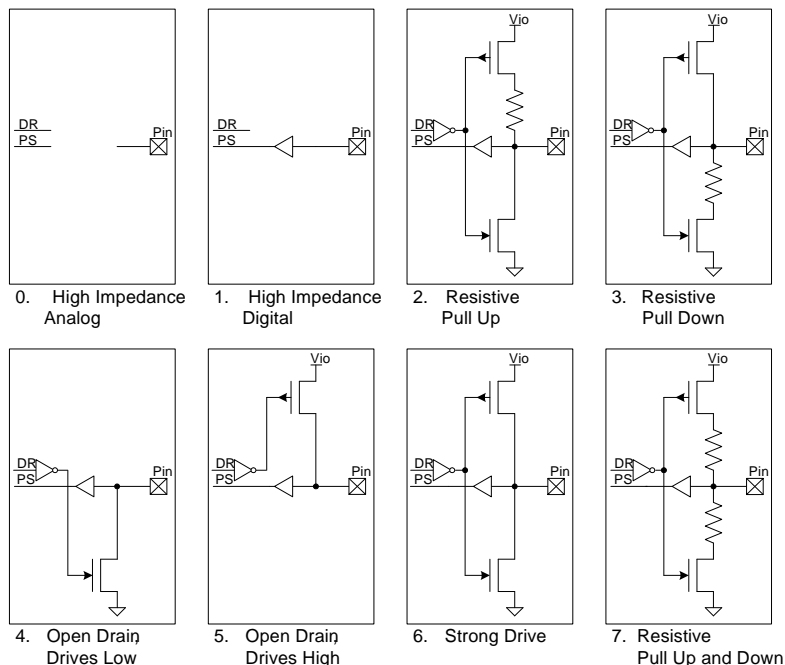 DR
PS
Pin
DR
PS
Pin
Vio
DR
PS
Pin
Vio
DR
PS
Pin
0. High Impedance
Analog
1. High Impedance
Digital
2. Resistive
Pull Up
3. Resistive
Pull Down
DR
PS
Pin
Vio
DR
PS
Pin
Vio
DR
PS
Pin
Vio
DR
PS
Pin
4. Open Drain,
Drives Low
5. Open Drain,
Drives High
6. Strong Drive
7. Resistive
Pull Up and Down